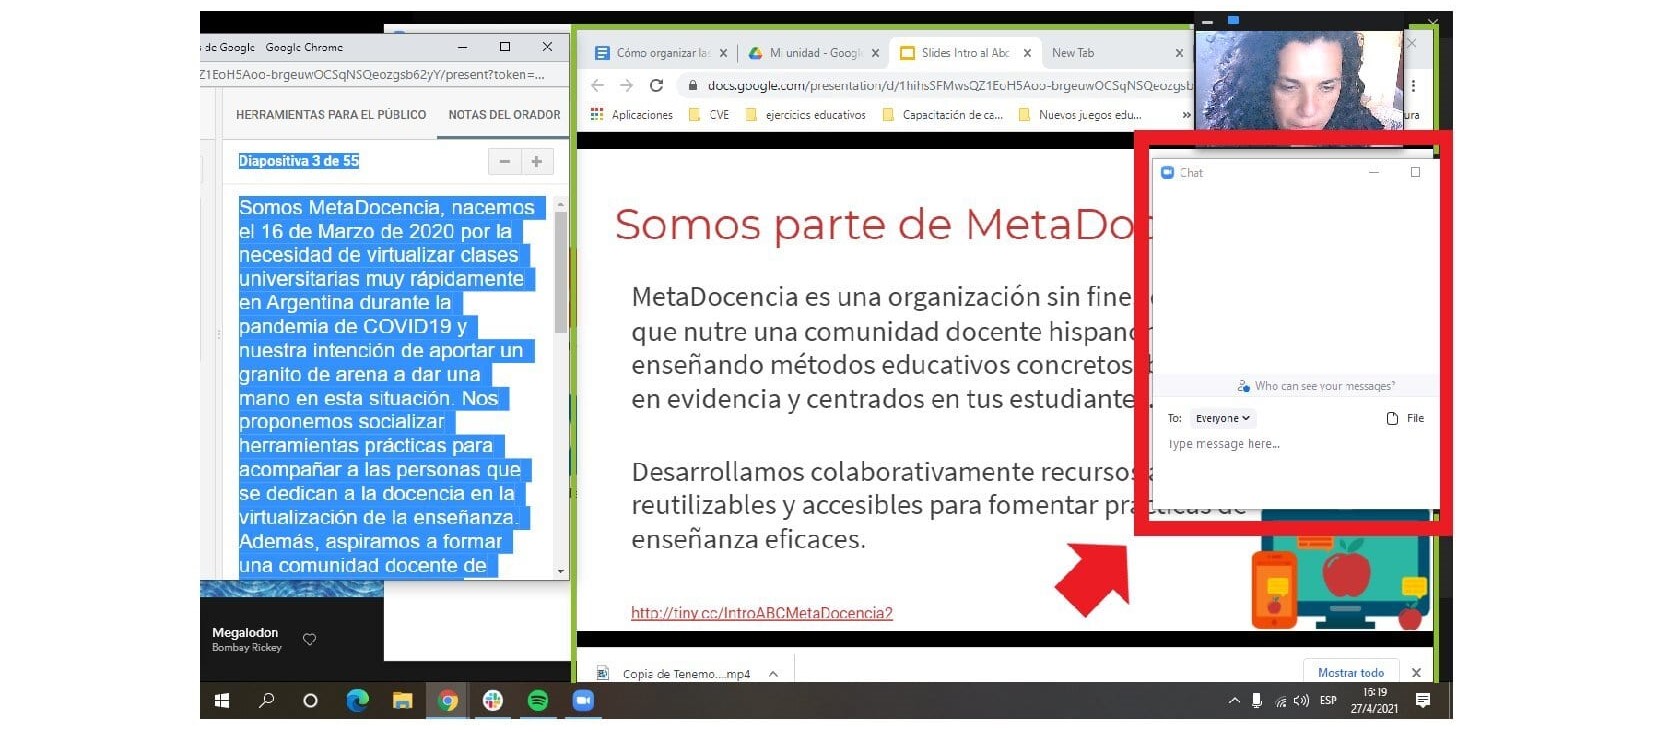 s de Google - Google Chrome
Z1EoH5Aoo-brgeuwOCSqNSQeozgsb62yY/present?token=...
HERRAMIENTAS PARA EL PÚBLICO
NOTAS DEL ORADOR
Diapositiva 3 de 55
Somos MetaDocencia, nacemos
el 16 de Marzo de 2020 por la
necesidad de virtualizar clases
universitarias muy rápidamente
en Argentina durante la
pandemia de COVID19 y
nuestra intención de aportar un
granito de arena a dar una
mano en esta situación. Nos
proponemos socializar
herramientas prácticas para
acompañar a las personas que
se dedican a la docencia en la
virtualización de la enseñanza.
Además, aspiramos a formar
una comunidad docente de
Megalodon
Bombay Rickey
Cómo organizar las
Mi unidad - Google
Slides Intro al Abc
New Tab
docs.google.com/presentation/d/1hihsSFMwsQZ1EoH5Aoo-brgeuwOCSqNSQeozgsb
Aplicaciones
CVE
ejercicios educativos
Capacitación de ca...
Nuevos juegos edu...
»
ura
Somos parte de MetaDoc
MetaDocencia es una organización sin fine
que nutre una comunidad docente hispano
enseñando métodos educativos concretos
en evidencia y centrados en tus estudiante
Desarrollamos colaborativamente recursos
reutilizables y accesibles para fomentar prácticas de
enseñanza eficaces.
http://tiny.cc/IntroABCMetaDocencia2
Chat
Who can see your messages?
To: Everyone
File
Type message here...
Copia de Tenemo....mp4
Mostrar todo
ESP
16:19
27/4/2021